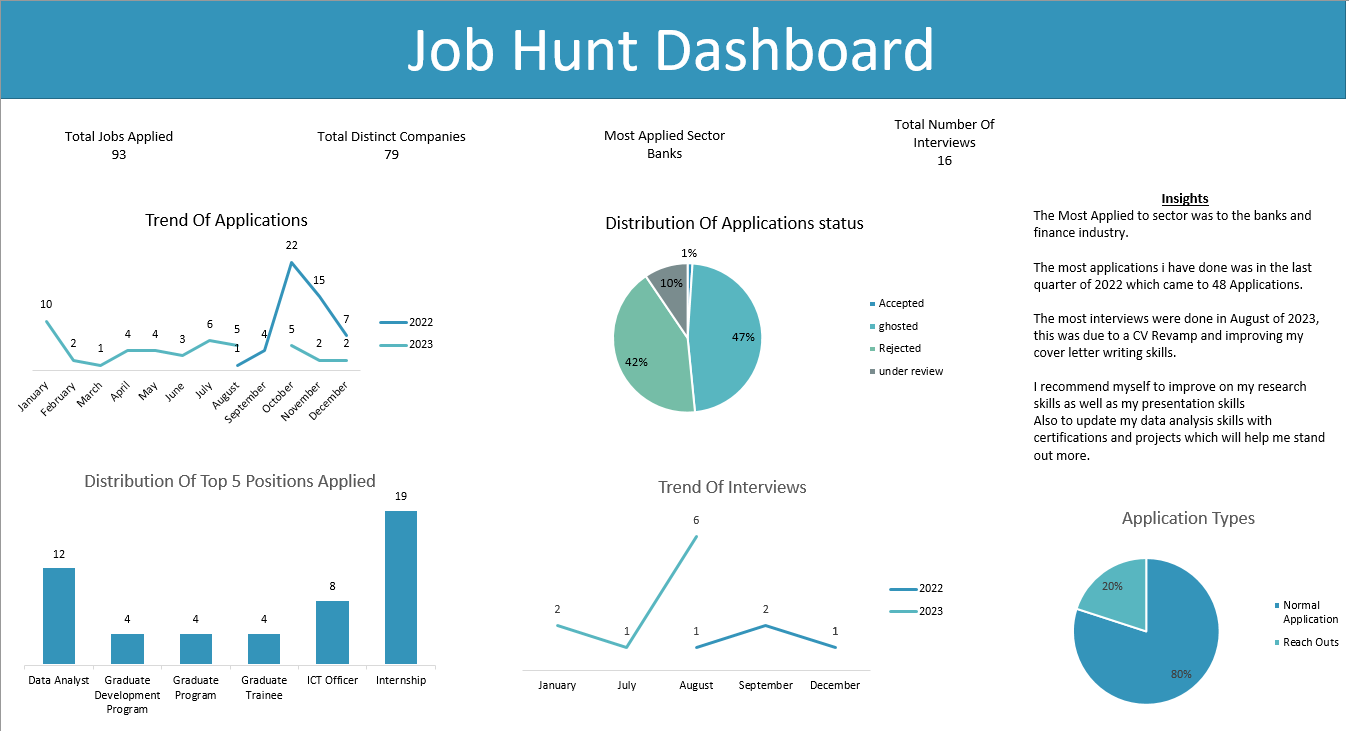 Job Hunt Dashboard
Total Jobs Applied
93
Total Distinct Companies
79
Most Applied Sector
Banks
Total Number Of
Interviews
16
Trend Of Applications
10
2
1
4
4
3
6
5
1
4
22
15
7
5
2
2
January
February
March
April
May
June
July
August
September
October
November
December
2022
2023
Distribution Of Applications status
1%
47%
42%
10%
Accepted
ghosted
Rejected
under review
Insights
The Most Applied to sector was to the banks and
finance industry.
The most applications i have done was in the last
quarter of 2022 which came to 48 Applications.
The most interviews were done in August of 2023,
this was due to a CV Revamp and improving my
cover letter writing skills.
I recommend myself to improve on my research
skills as well as my presentation skills
Also to update my data analysis skills with
certifications and projects which will help me stand
out more.
Distribution Of Top 5 Positions Applied
12
4
4
4
8
19
Data Analyst
Graduate
Development
Program
Graduate
Program
Graduate
Trainee
ICT Officer
Internship
Trend Of Interviews
2
1
6
1
2
1
January
July
August
September
December
2022
2023
Application Types
20%
80%
Normal
Application
Reach Outs